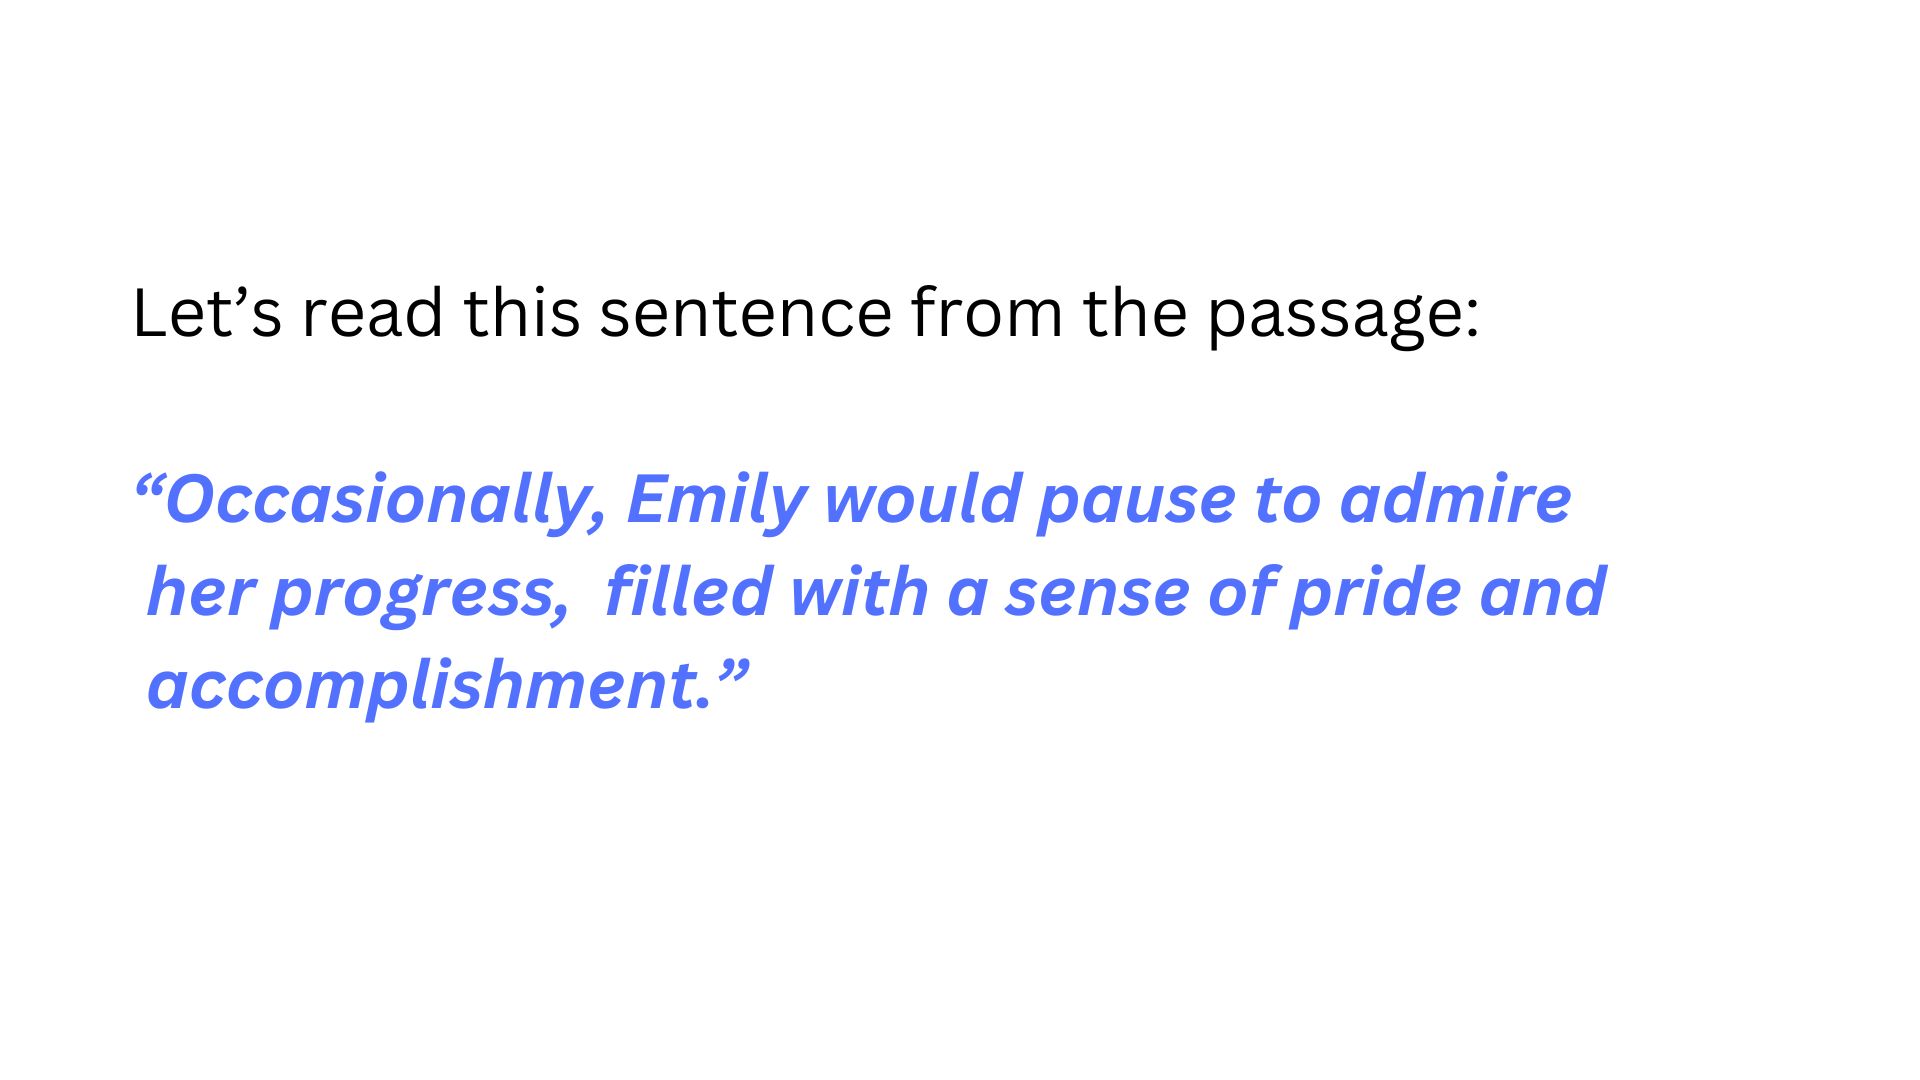 Let’s read this sentence from the passage:
“Occasionally, Emily would pause to admire
her progress,  filled with a sense of pride and
accomplishment.”